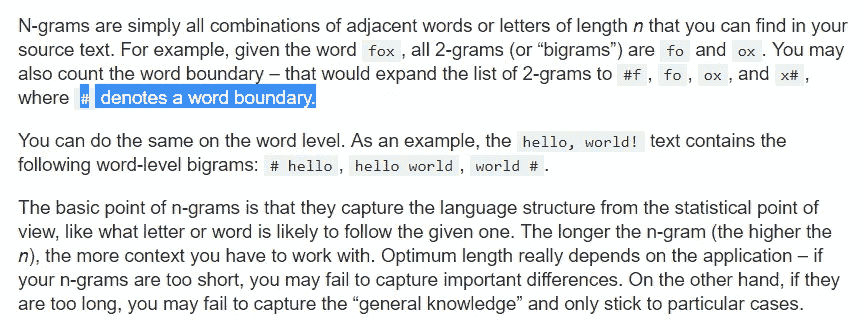 N-grams are simply all combinations of adjacent words or letters of length n that you can find in your
source text. For example, given the word fox , all 2-grams (or “bigrams”) are fo and ox . You may
also count the word boundary – that would expand the list of 2-grams to #f , fo , ox , and x# ,
where # denotes a word boundary.
You can do the same on the word level. As an example, the hello, world! text contains the
following word-level bigrams: # hello , hello world , world # .
The basic point of n-grams is that they capture the language structure from the statistical point of
view, like what letter or word is likely to follow the given one. The longer the n-gram (the higher the
n), the more context you have to work with. Optimum length really depends on the application – if
your n-grams are too short, you may fail to capture important differences. On the other hand, if they
are too long, you may fail to capture the “general knowledge” and only stick to particular cases.